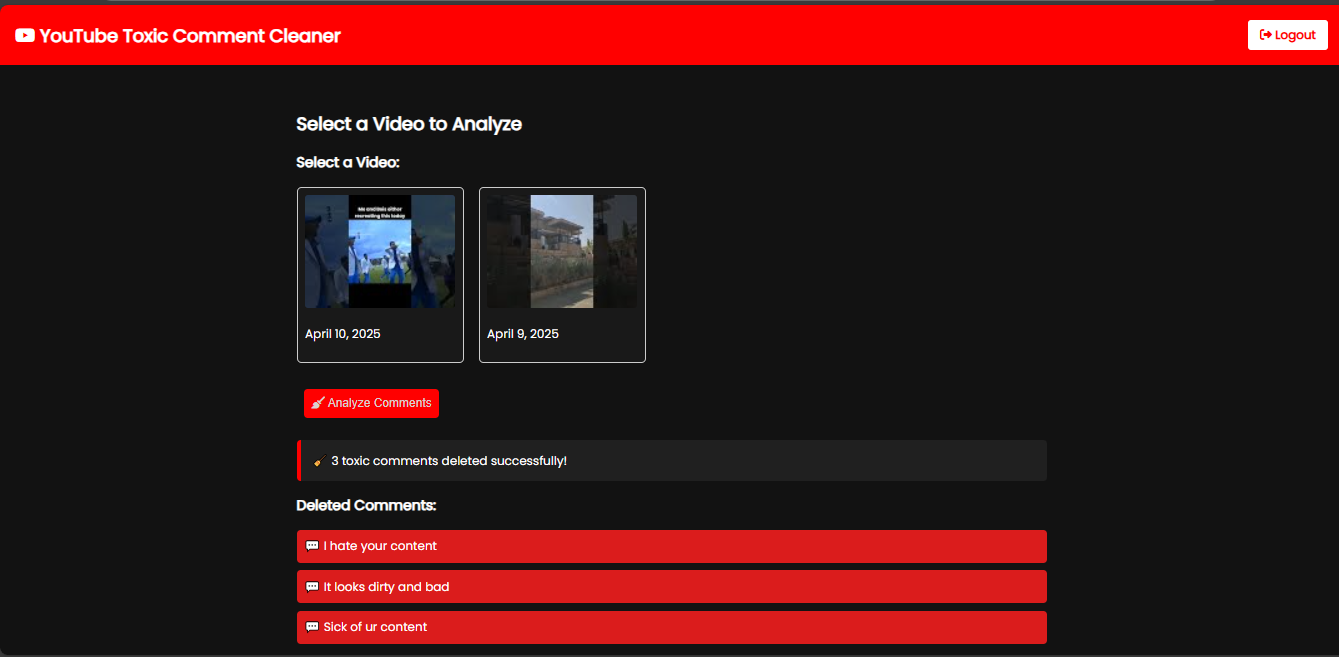 YouTube Toxic Comment Cleaner
Logout
Select a Video to Analyze
Select a Video:
April 10, 2025
April 9, 2025
Analyze Comments
3 toxic comments deleted successfully!
Deleted Comments:
I hate your content
It looks dirty and bad
Sick of ur content